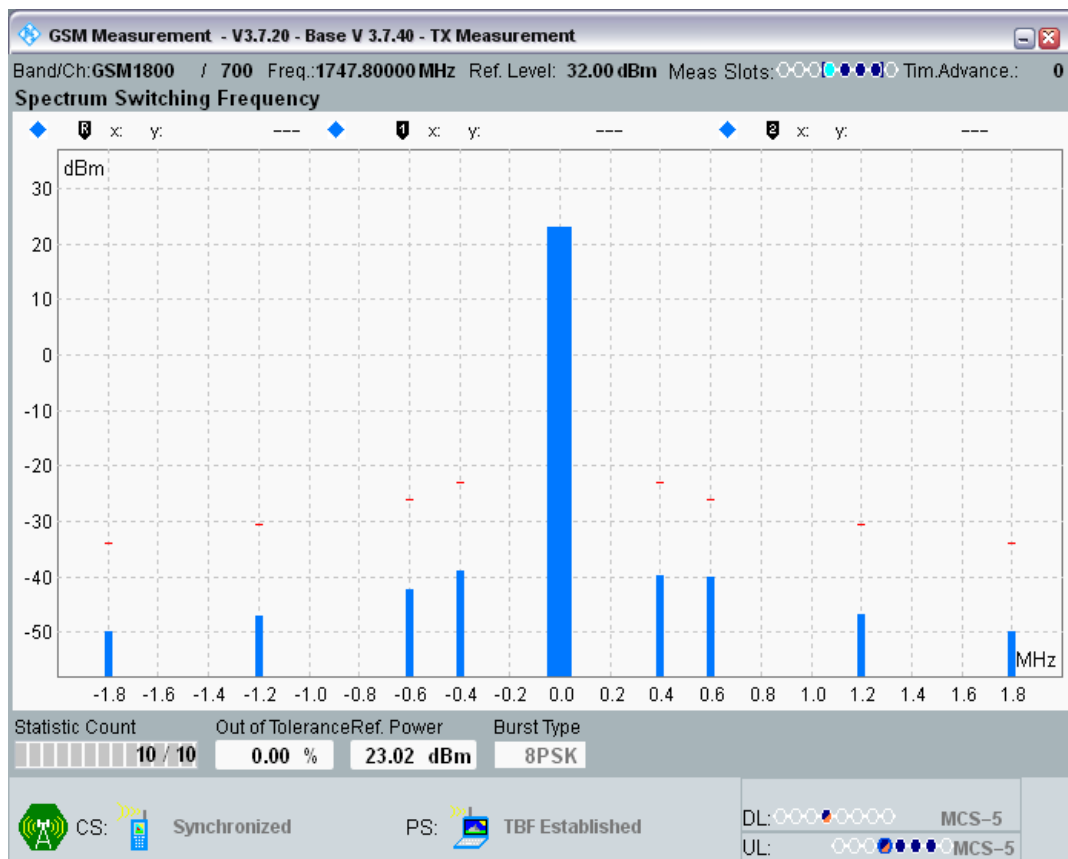 GSM Measurement - V3.7.20 - Base V 3.7.40 - TX Measurement
Band/Ch:GSM1800 / 700 Freq.:1747.80000 MHz Ref. Level: 32.00 dBm Meas Slots: Tim.Advance.: 0
Spectrum Switching Frequency
R x: y: --- 1 x: y: --- 2 x: y: ---
dBm
30
20
10
0
-10
-20
-30
-40
-50
MHz
-1.8 -1.6 -1.4 -1.2 -1.0 -0.8 -0.6 -0.4 -0.2 0.0 0.2 0.4 0.6 0.8 1.0 1.2 1.4 1.6 1.8
Statistic Count Out of Tolerance Ref. Power Burst Type
10 / 10 0.00 % 23.02 dBm 8PSK
CS: Synchronized PS: TBF Established
DL: MCS-5
UL: MCS-5